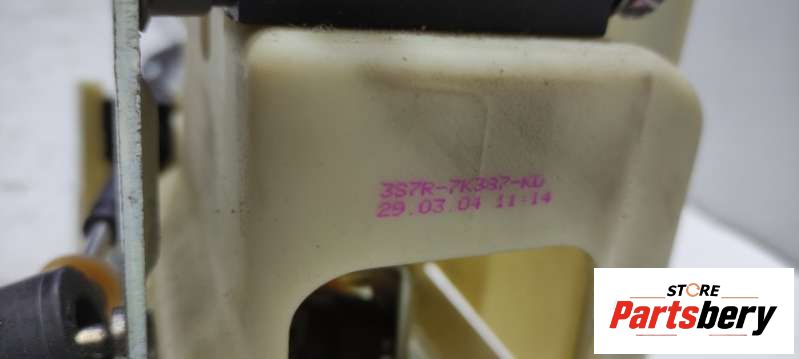 3S7R-7K387-KD
29.03.04 11:14
STORE
Partsbery